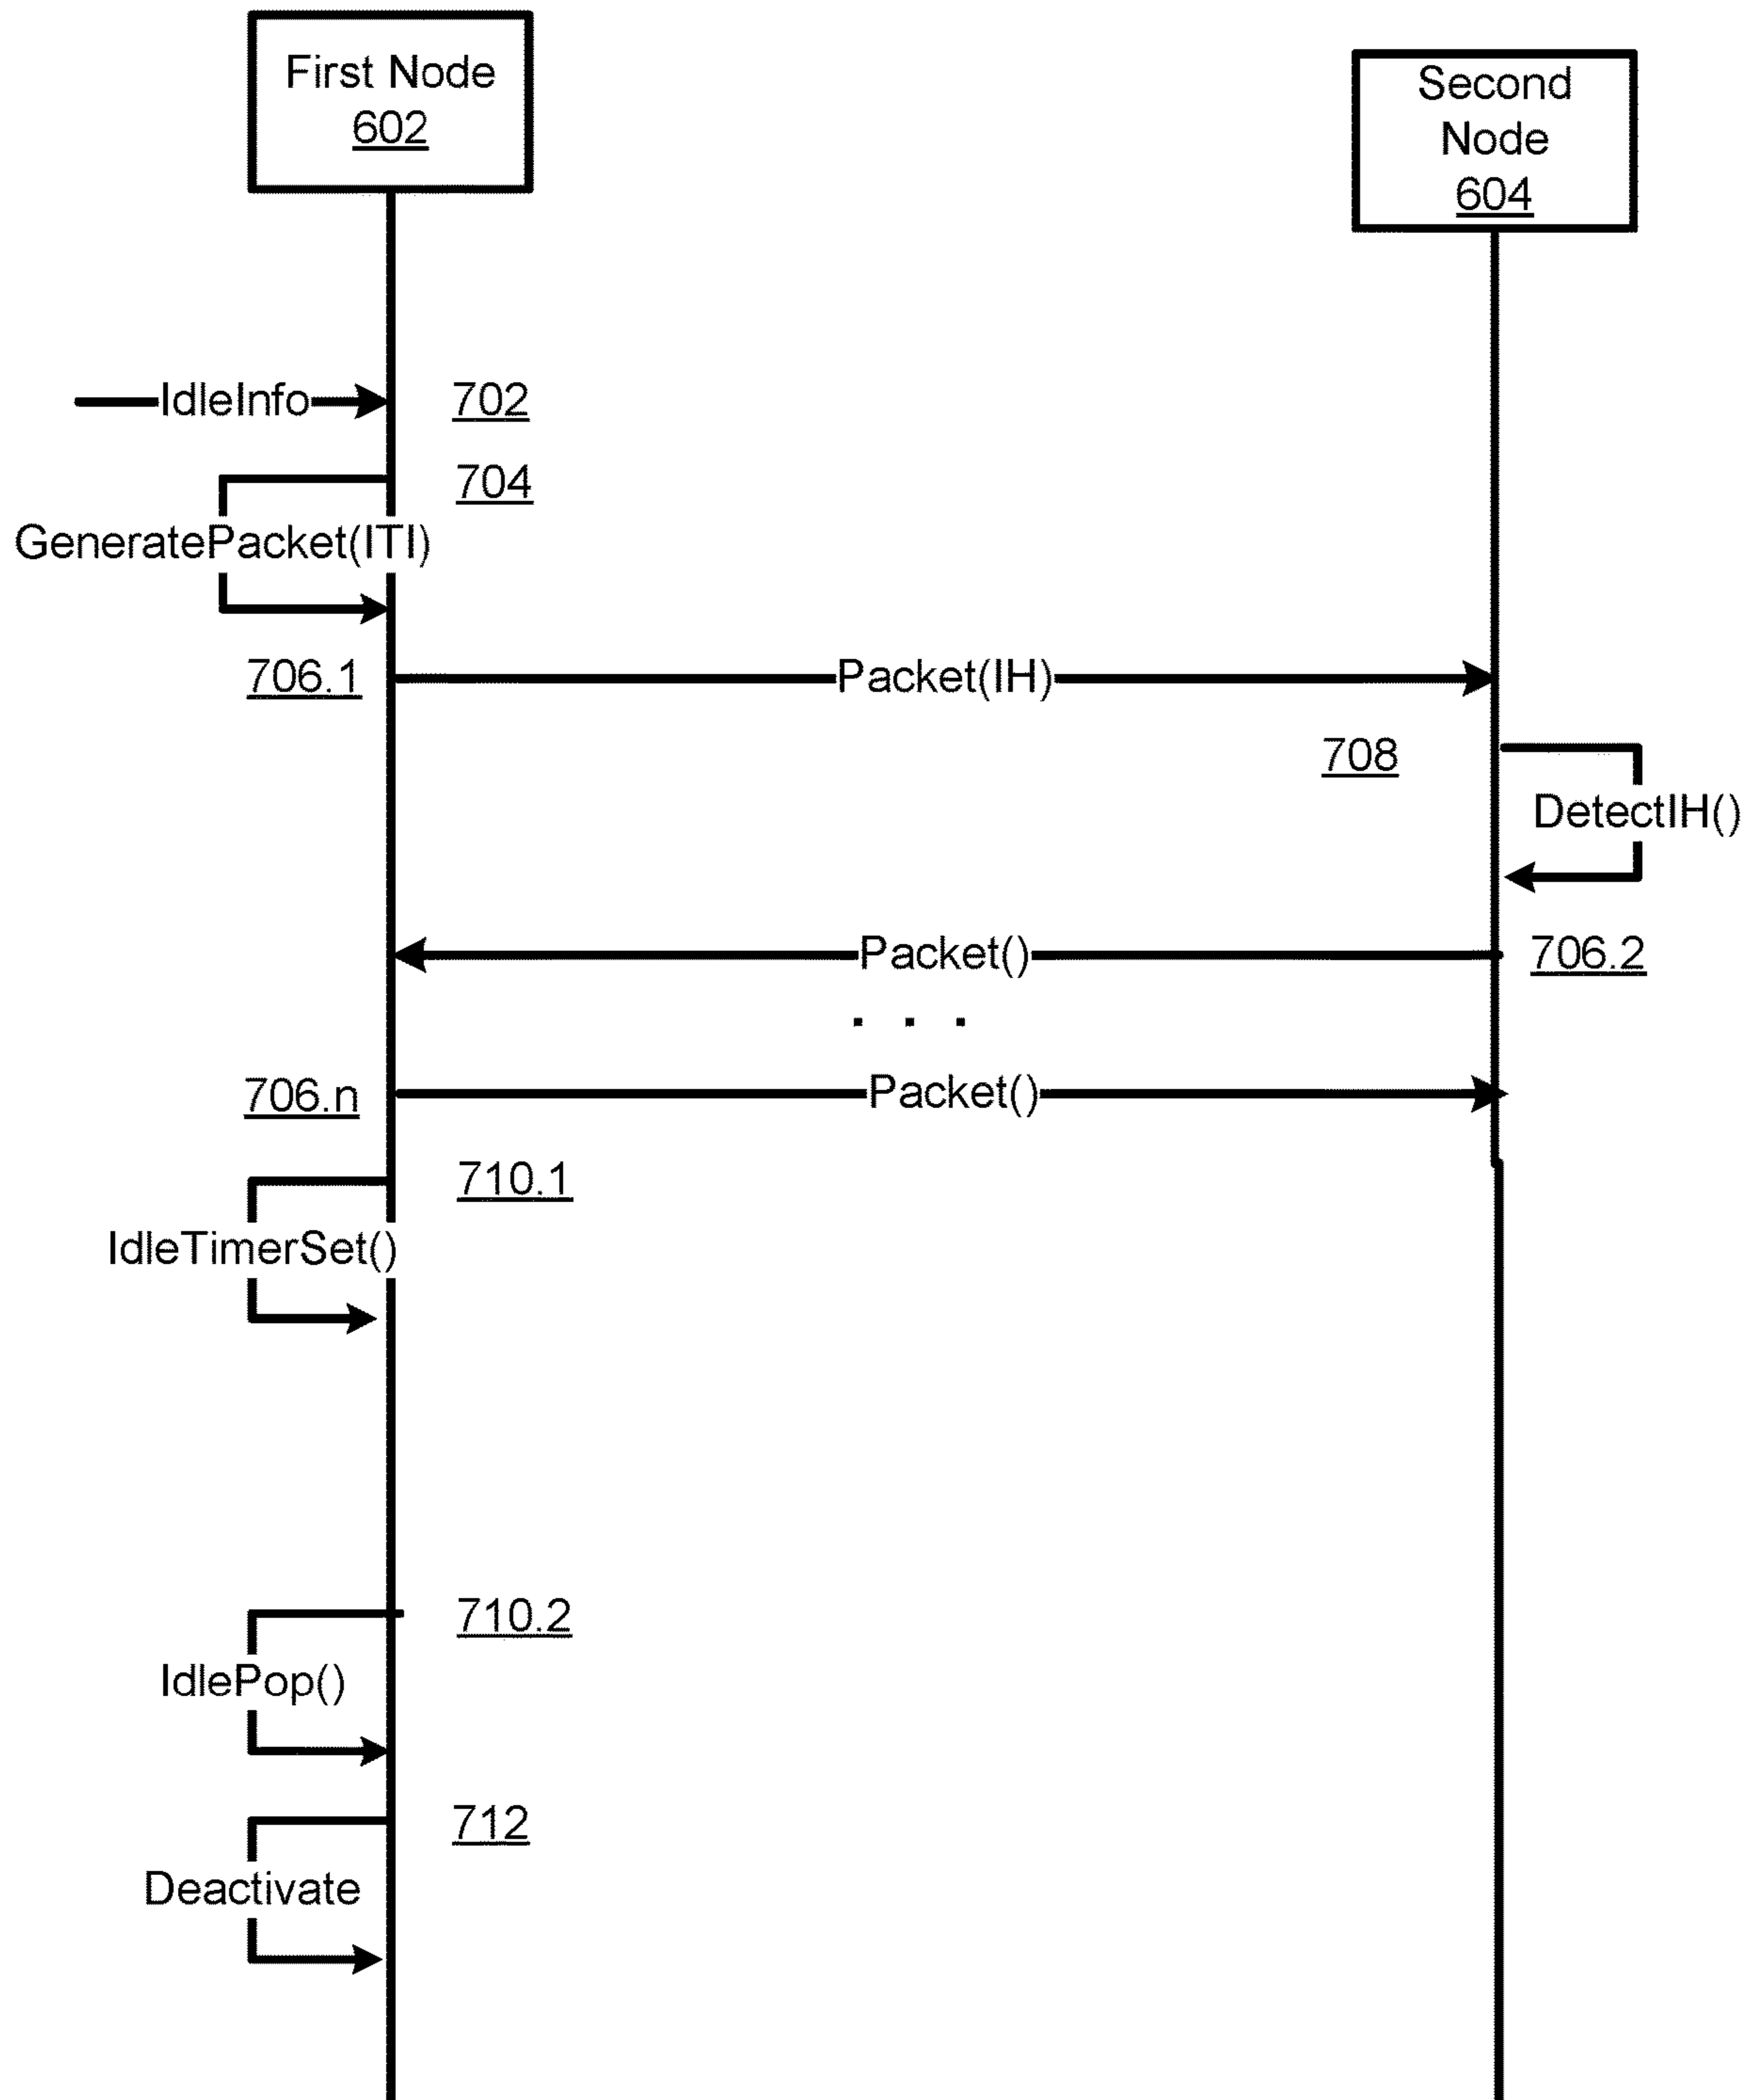 First Node
602
Second
Node
604
IdleInfo
702
704
GeneratePacket(ITI)
706.1
Packet(IH)
708
DetectIH()
Packet()
706.2
. . .
706.n
Packet()
710.1
IdleTimerSet()
710.2
IdlePop()
712
Deactivate